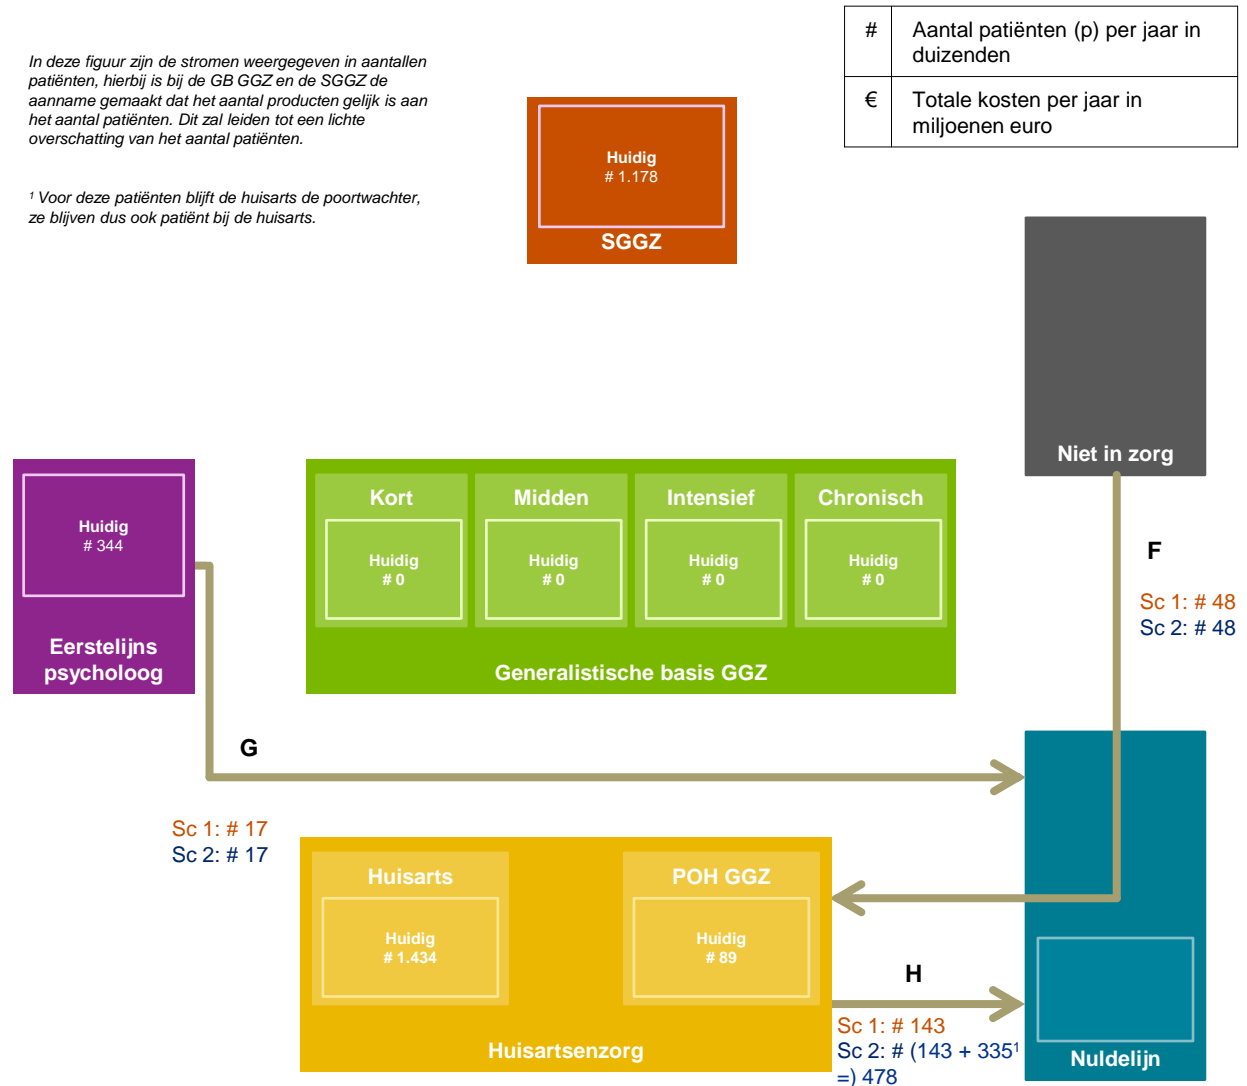 In deze figuur zijn de stromen weergegeven in aantallen
patiënten, hierbij is bij de GB GGZ en de SGGZ de
aanname gemaakt dat het aantal producten gelijk is aan
het aantal patiënten. Dit zal leiden tot een lichte
overschatting van het aantal patiënten.
¹ Voor deze patiënten blijft de huisarts de poortwachter,
ze blijven dus ook patiënt bij de huisarts.
# Aantal patiënten (p) per jaar in
duizenden
€ Totale kosten per jaar in
miljoenen euro
Huidig
# 1.178
SGGZ
Niet in zorg
Huidig
# 344
Eerstelijns
psycholoog
Kort
Huidig
# 0
Midden
Huidig
# 0
Intensief
Huidig
# 0
Chronisch
Huidig
# 0
Generalistische basis GGZ
F
Sc 1: # 48
Sc 2: # 48
G
Sc 1: # 17
Sc 2: # 17
Huisarts
Huidig
# 1.434
POH GGZ
Huidig
# 89
Huisartsenzorg
H
Sc 1: # 143
Sc 2: # (143 + 335¹
=) 478
Nuldelijn